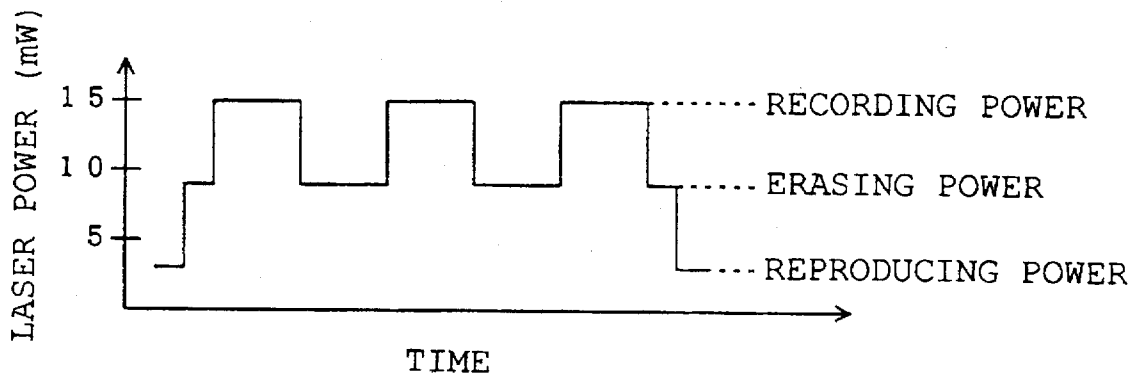 LASER POWER (mW)
15
10
5
RECORDING POWER
ERASING POWER
REPRODUCING POWER
TIME